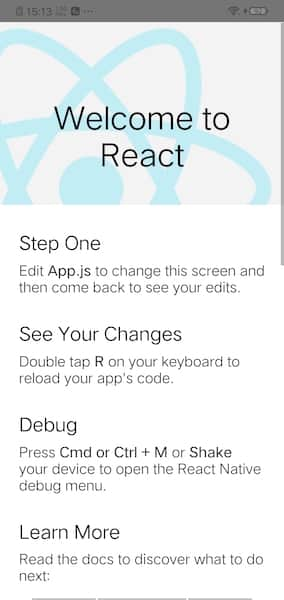 15:13
Welcome to
React
Step One
Edit App.js to change this screen and
then come back to see your edits.
See Your Changes
Double tap R on your keyboard to
reload your app's code.
Debug
Press Cmd or Ctrl + M or Shake
your device to open the React Native
debug menu.
Learn More
Read the docs to discover what to do
next: